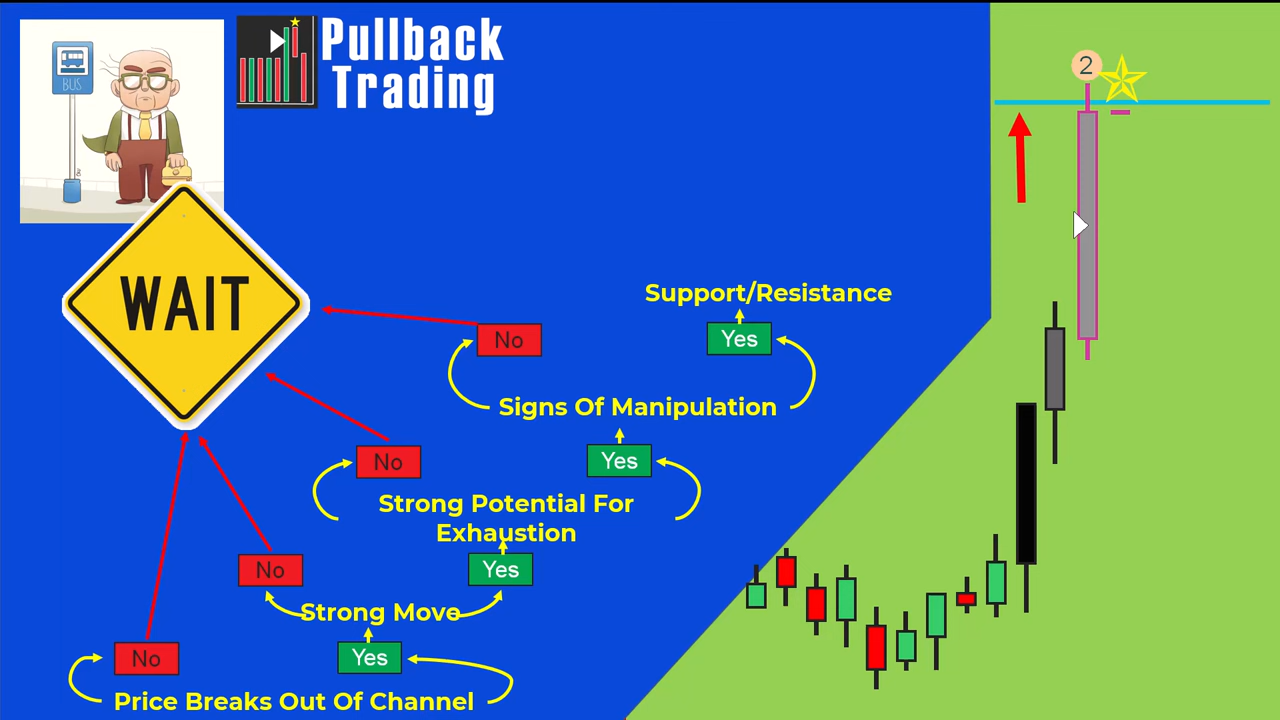 Pullback
Trading
BUS
2
WAIT
Support/Resistance
No
Yes
Signs Of Manipulation
No
Yes
Strong Potential For
Exhaustion
No
Yes
Strong Move
No
Yes
Price Breaks Out Of Channel